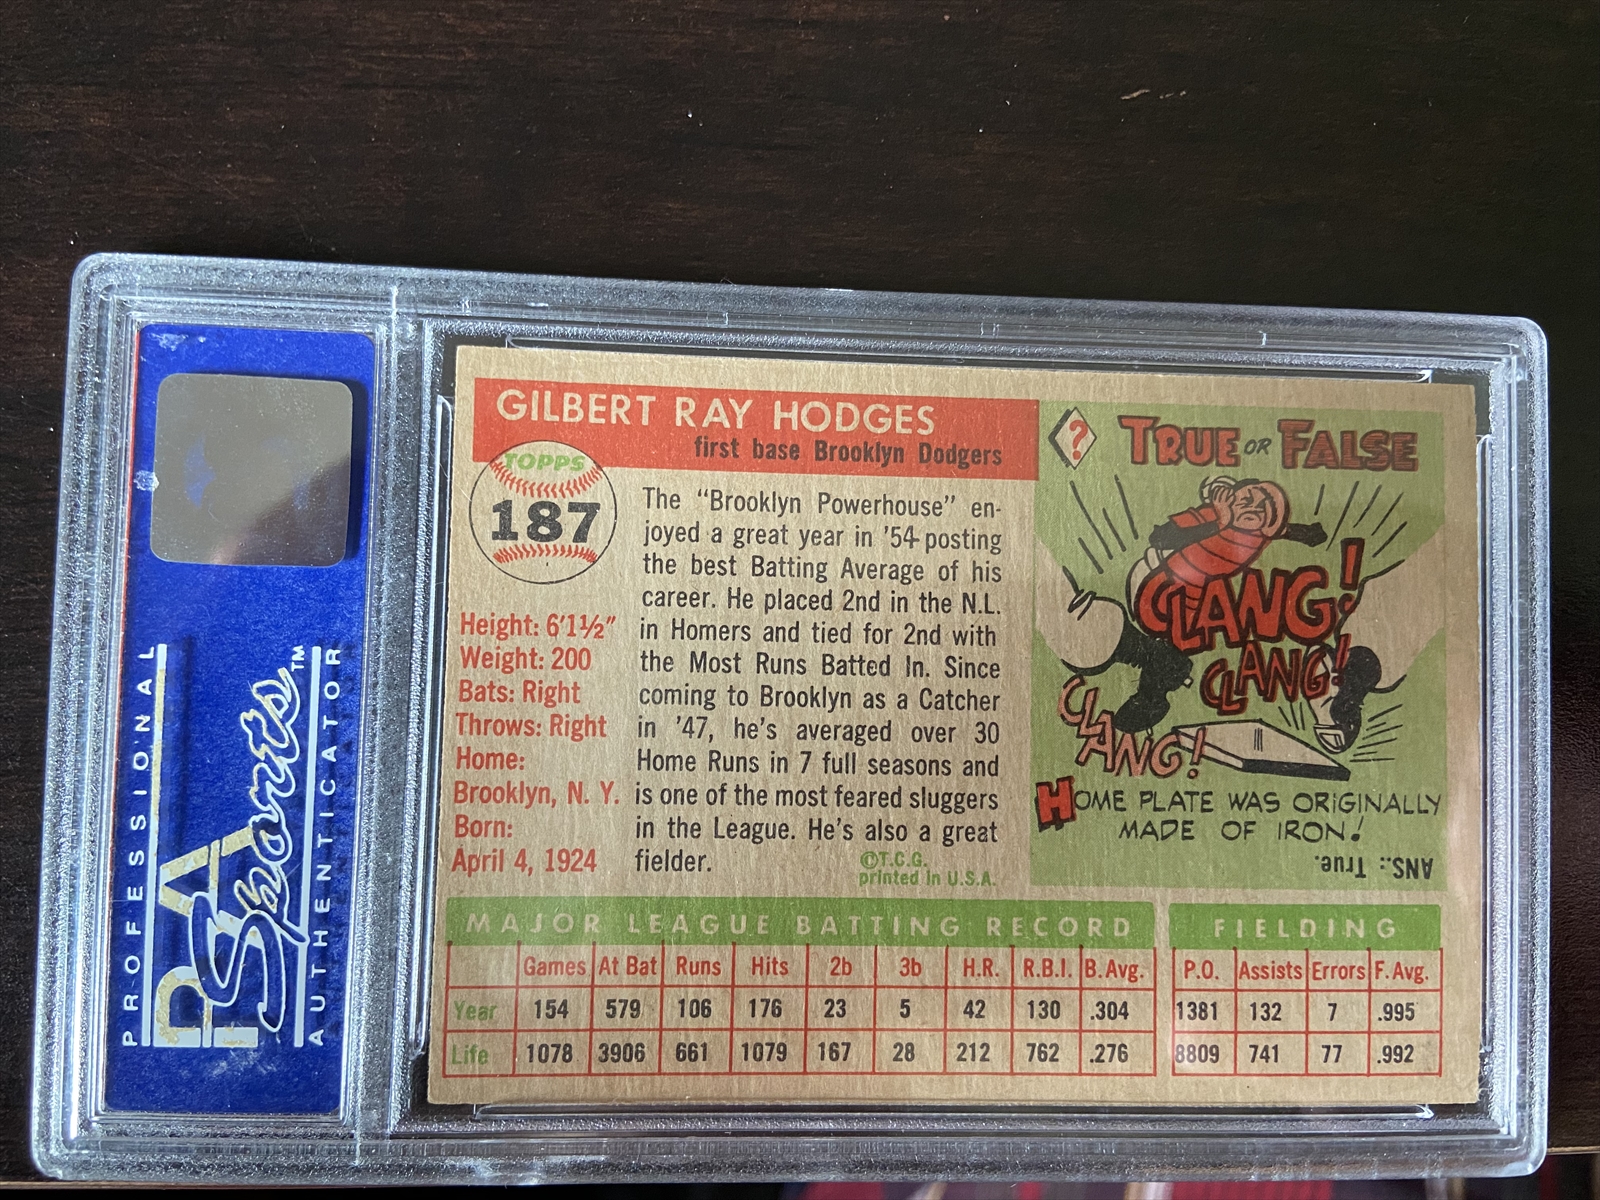 PROFESSIONAL
PSA
Sports™
AUTHENTICATOR
GILBERT RAY HODGES
first base Brooklyn Dodgers
TOPPS
187
Height: 6'1½"
Weight: 200
Bats: Right
Throws: Right
Home:
Brooklyn, N. Y.
Born:
April 4, 1924
The "Brooklyn Powerhouse" en-
joyed a great year in '54 posting
the best Batting Average of his
career. He placed 2nd in the N.L.
in Homers and tied for 2nd with
the Most Runs Batted In. Since
coming to Brooklyn as a Catcher
in '47, he's averaged over 30
Home Runs in 7 full seasons and
is one of the most feared sluggers
in the League. He's also a great
fielder.
©T.C.G.
printed in U.S.A.
?
TRUE OR FALSE
CLANG!
CLANG!
CLANG!
HOME PLATE WAS ORIGINALLY
MADE OF IRON!
ANS.: True.
MAJOR LEAGUE BATTING RECORD
Games At Bat Runs Hits 2b 3b H.R. R.B.I. B. Avg.
Year 154 579 106 176 23 5 42 130 .304
Life 1078 3906 661 1079 167 28 212 762 .276
FIELDING
P.O. Assists Errors F. Avg.
1381 132 7 .995
8809 741 77 .992